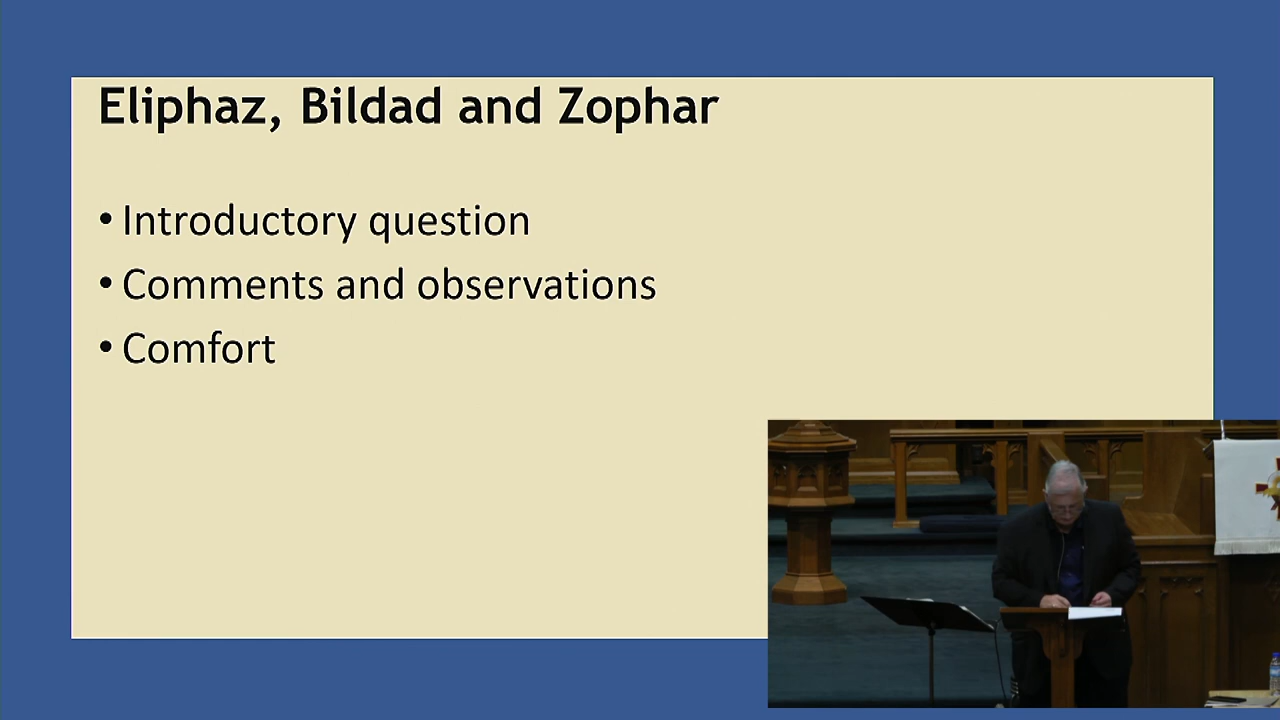 Eliphaz, Bildad and Zophar
• Introductory question
• Comments and observations
• Comfort